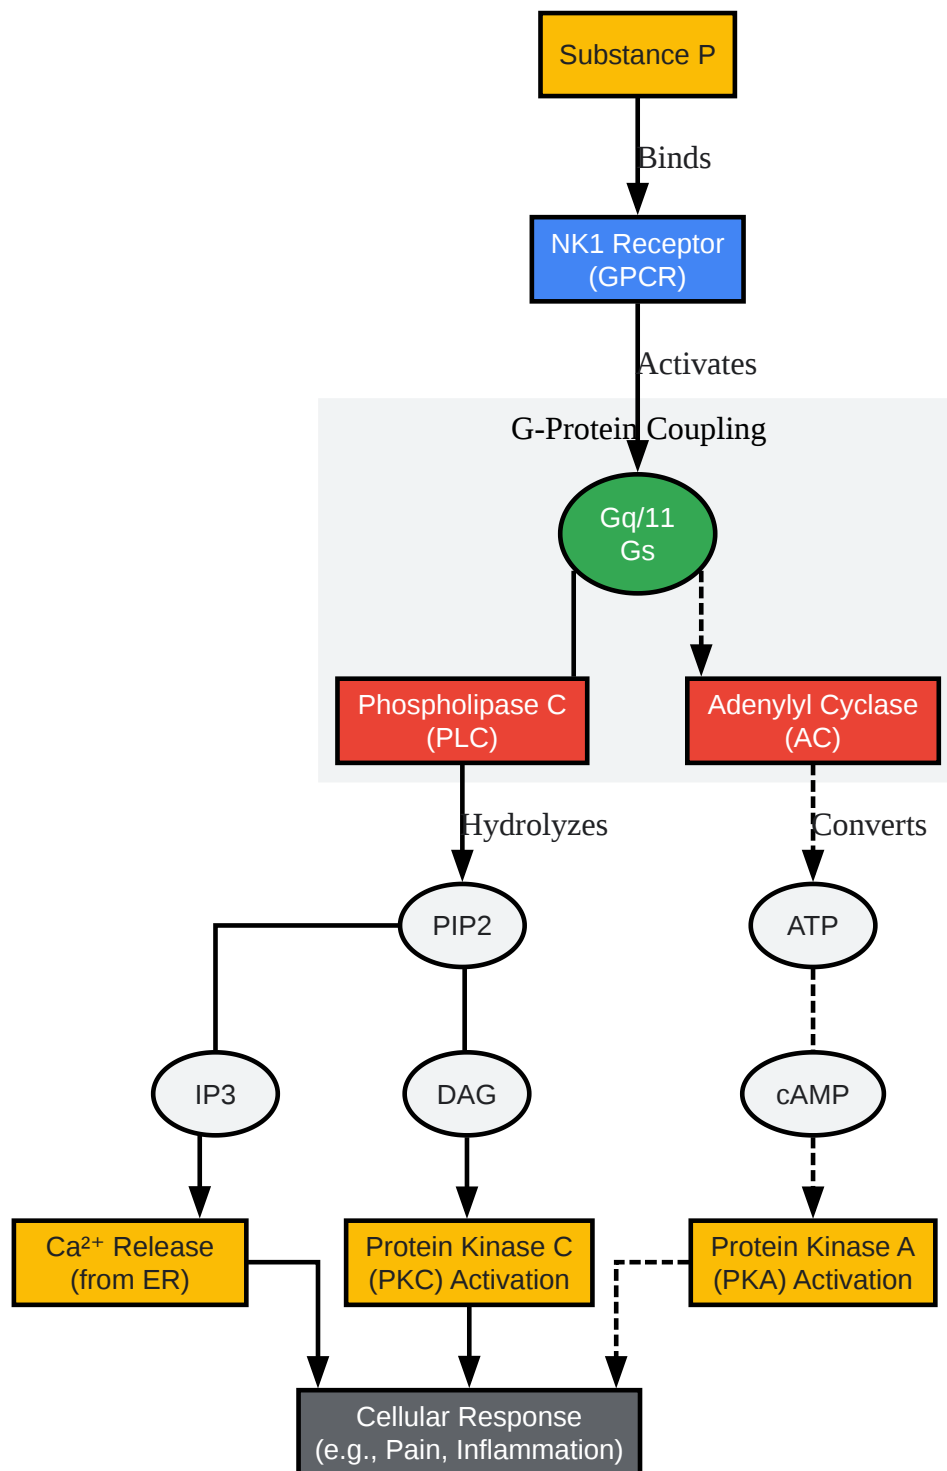 Substance P
Binds
NK1 Receptor
(GPCR)
Activates
G-Protein Coupling
Gq/11
Gs
Phospholipase C
(PLC)
Adenylyl Cyclase
(AC)
Hydrolyzes
Converts
PIP2
ATP
IP3
DAG
cAMP
Ca²⁺ Release
(from ER)
Protein Kinase C
(PKC) Activation
Protein Kinase A
(PKA) Activation
Cellular Response
(e.g., Pain, Inflammation)